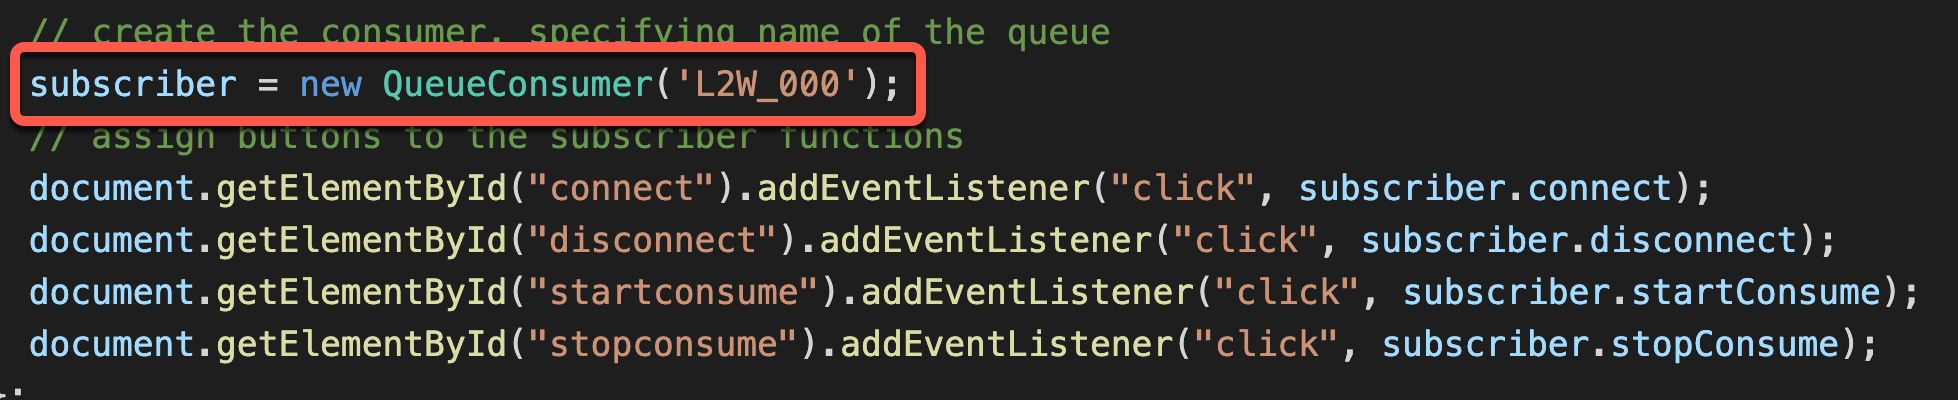 // create the consumer, specifying name of the queue
subscriber = new QueueConsumer('L2W_000');
// assign buttons to the subscriber functions
document.getElementById("connect").addEventListener("click", subscriber.connect);
document.getElementById("disconnect").addEventListener("click", subscriber.disconnect);
document.getElementById("startconsume").addEventListener("click", subscriber.startConsume);
document.getElementById("stopconsume").addEventListener("click", subscriber.stopConsume);